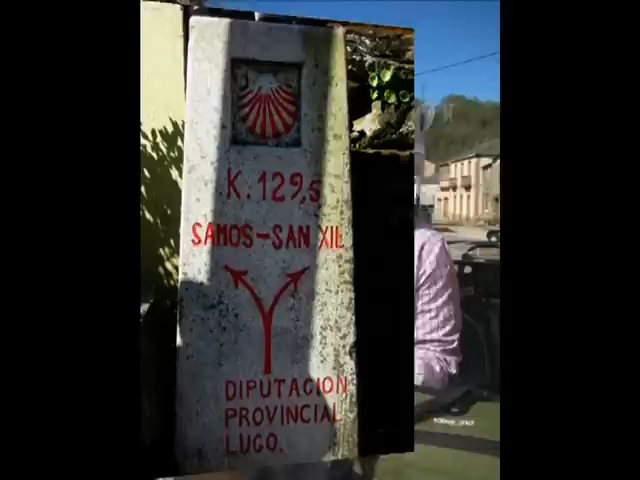 K.129,5
SAMOS-SAN XIL
DIPUTACION
PROVINCIAL
LUGO.